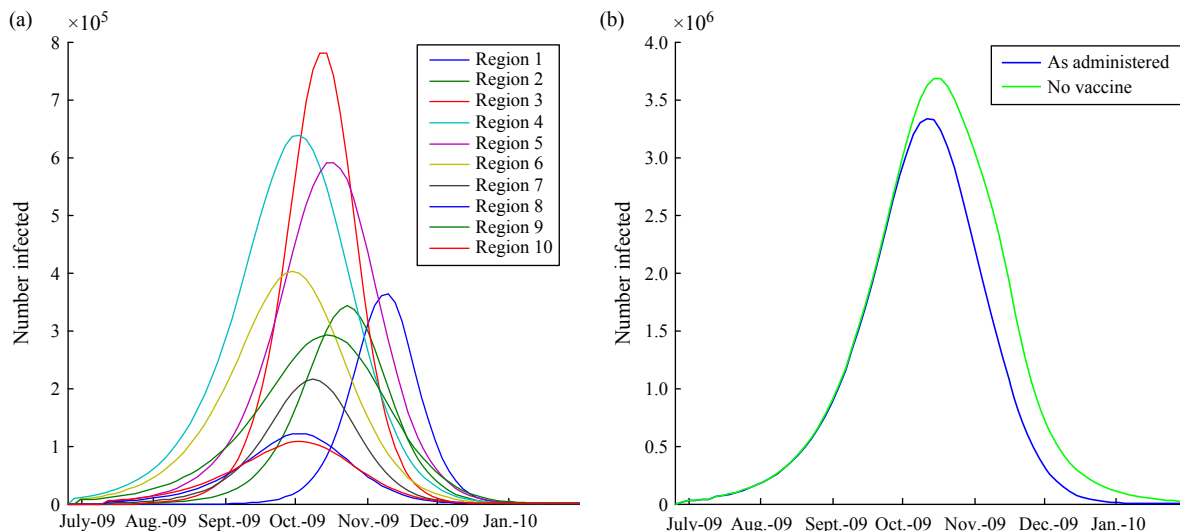 (a)
×10⁵
8
7
6
5
4
3
2
1
0
Number infected
July-09 Aug.-09 Sept.-09 Oct.-09 Nov.-09 Dec.-09 Jan.-10
Region 1
Region 2
Region 3
Region 4
Region 5
Region 6
Region 7
Region 8
Region 9
Region 10
(b)
×10⁶
4.0
3.5
3.0
2.5
2.0
1.5
1.0
0.5
0
Number infected
July-09 Aug.-09 Sept.-09 Oct.-09 Nov.-09 Dec.-09 Jan.-10
As administered
No vaccine